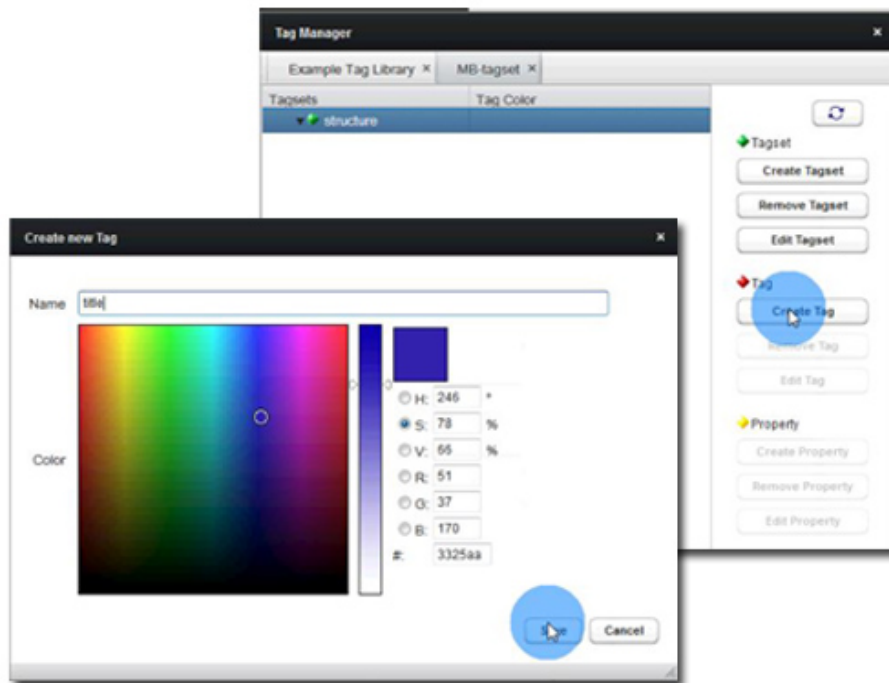 Tag Manager
Example Tag Library
MB-tagset
Tagsets
Tag Color
structure
Tagset
Create Tagset
Remove Tagset
Edit Tagset
Tag
Create Tag
Remove Tag
Edit Tag
Property
Create Property
Remove Property
Edit Property
Create new Tag
Name
title
Color
H: 246 °
S: 78 %
V: 66 %
R: 51
G: 37
B: 170
#: 3325aa
Save
Cancel